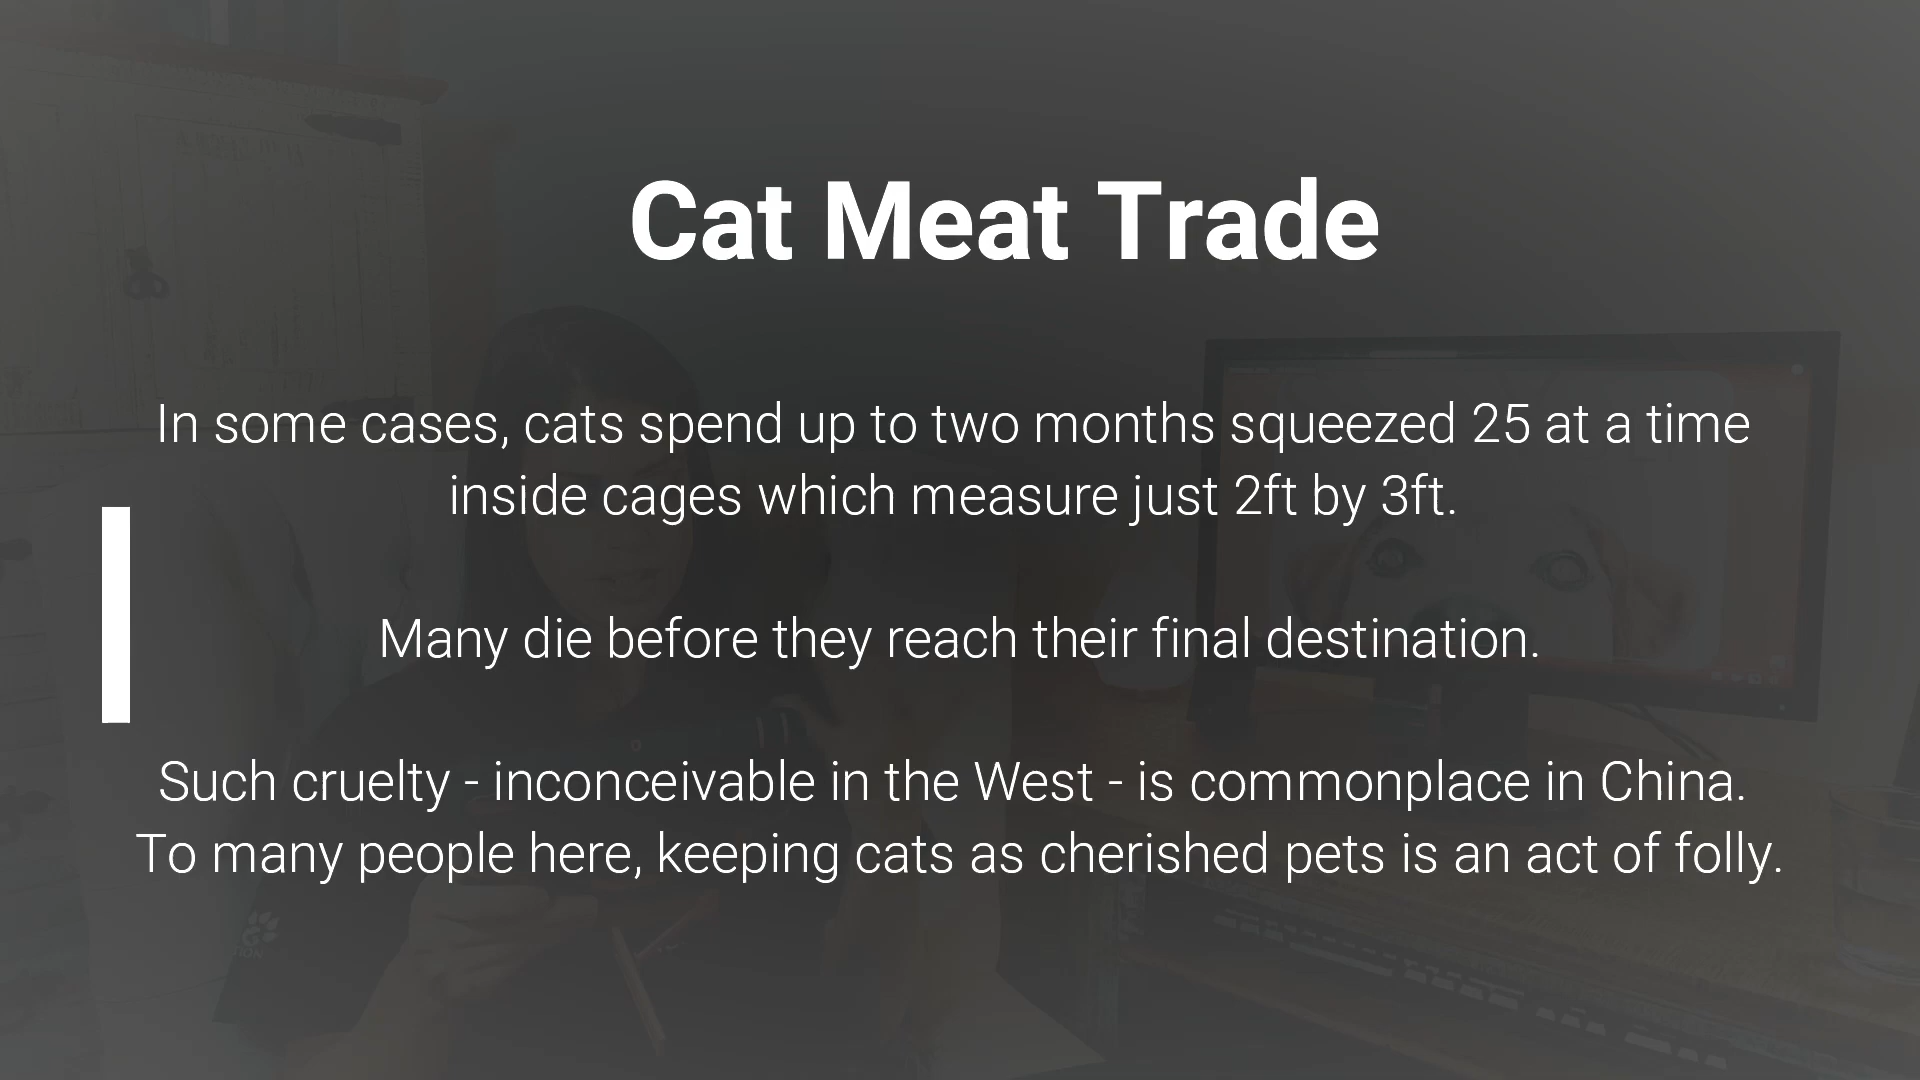 Cat Meat Trade
In some cases, cats spend up to two months squeezed 25 at a time
inside cages which measure just 2ft by 3ft.
Many die before they reach their final destination.
Such cruelty - inconceivable in the West - is commonplace in China.
To many people here, keeping cats as cherished pets is an act of folly.